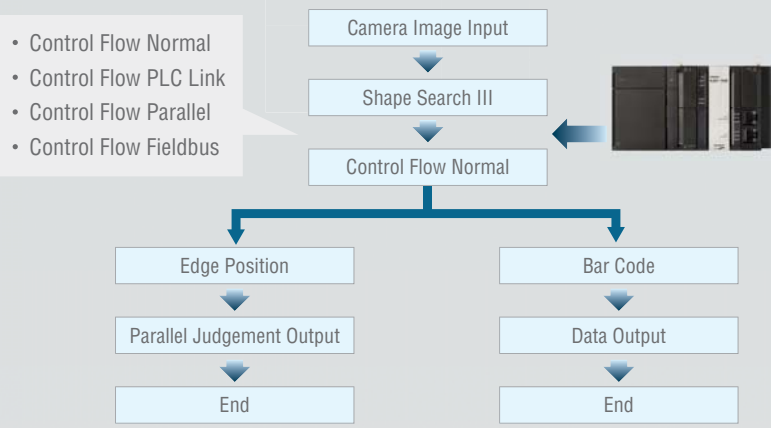 • Control Flow Normal
• Control Flow PLC Link
• Control Flow Parallel
• Control Flow Fieldbus
Camera Image Input
Shape Search III
Control Flow Normal
Edge Position
Bar Code
Parallel Judgement Output
Data Output
End
End